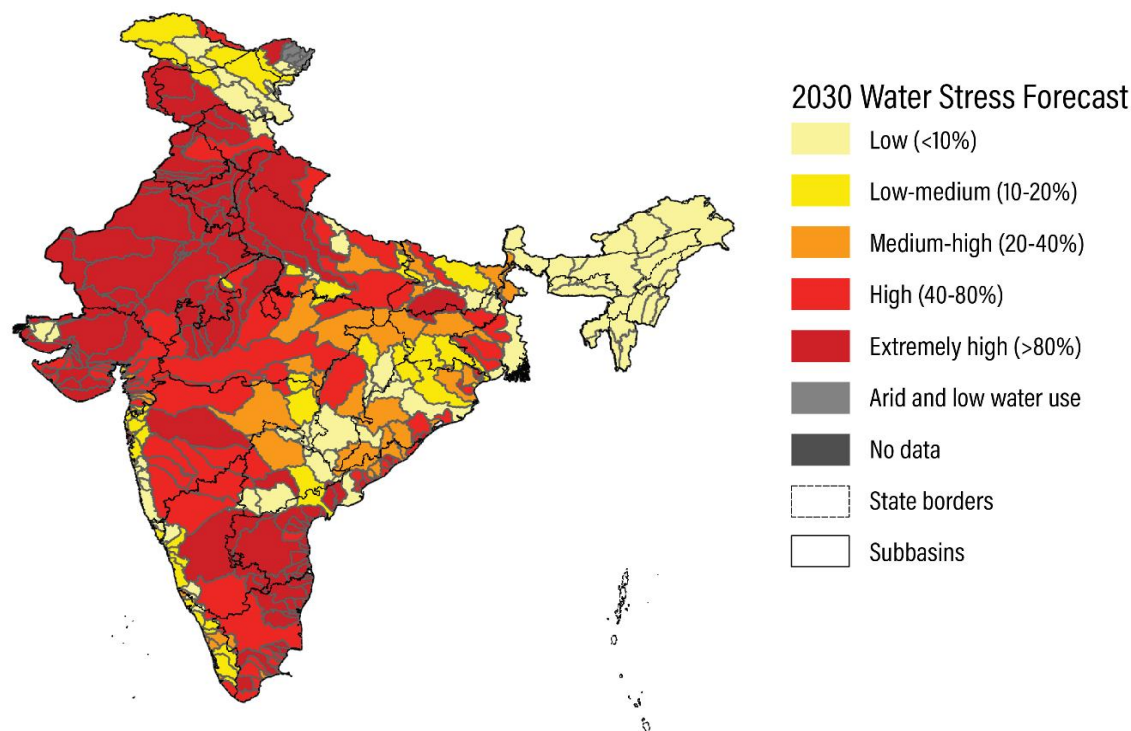 2030 Water Stress Forecast
Low (<10%)
Low-medium (10-20%)
Medium-high (20-40%)
High (40-80%)
Extremely high (>80%)
Arid and low water use
No data
State borders
Subbasins